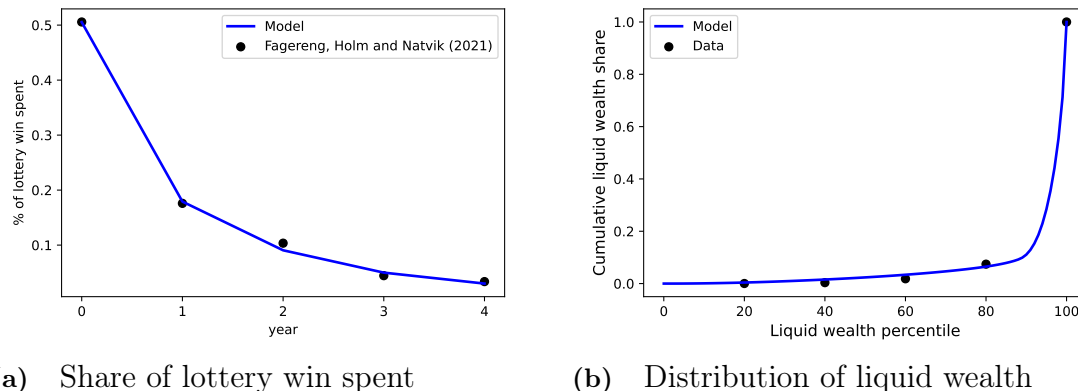 0.5
0.4
0.3
0.2
0.1
% of lottery win spent
Model
Fagereng, Holm and Natvik (2021)
0 1 2 3 4
year
a) Share of lottery win spent
1.0
0.8
0.6
0.4
0.2
0.0
Cumulative liquid wealth share
Model
Data
0 20 40 60 80 100
Liquid wealth percentile
(b) Distribution of liquid wealth